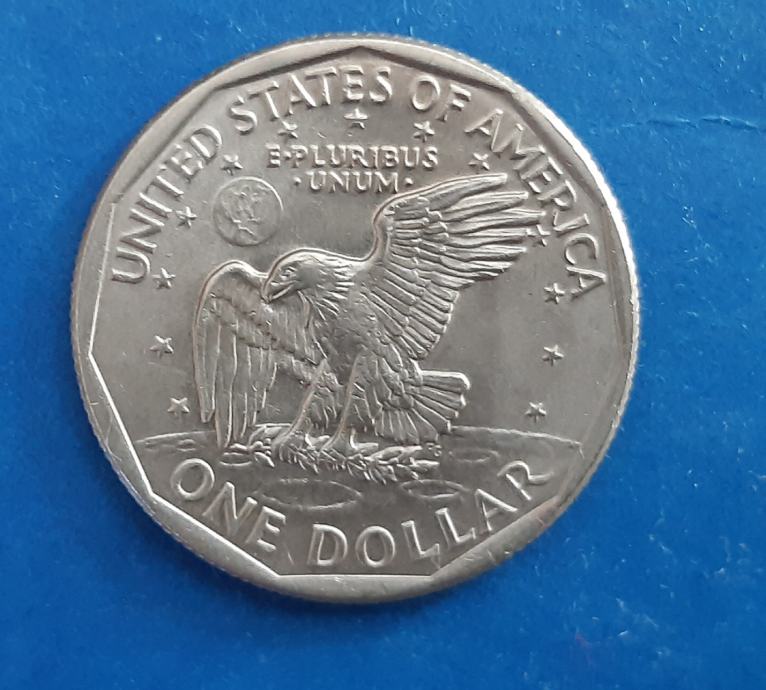 UNITED STATES OF AMERICA
E·PLURIBUS
·UNUM·
ONE DOLLAR